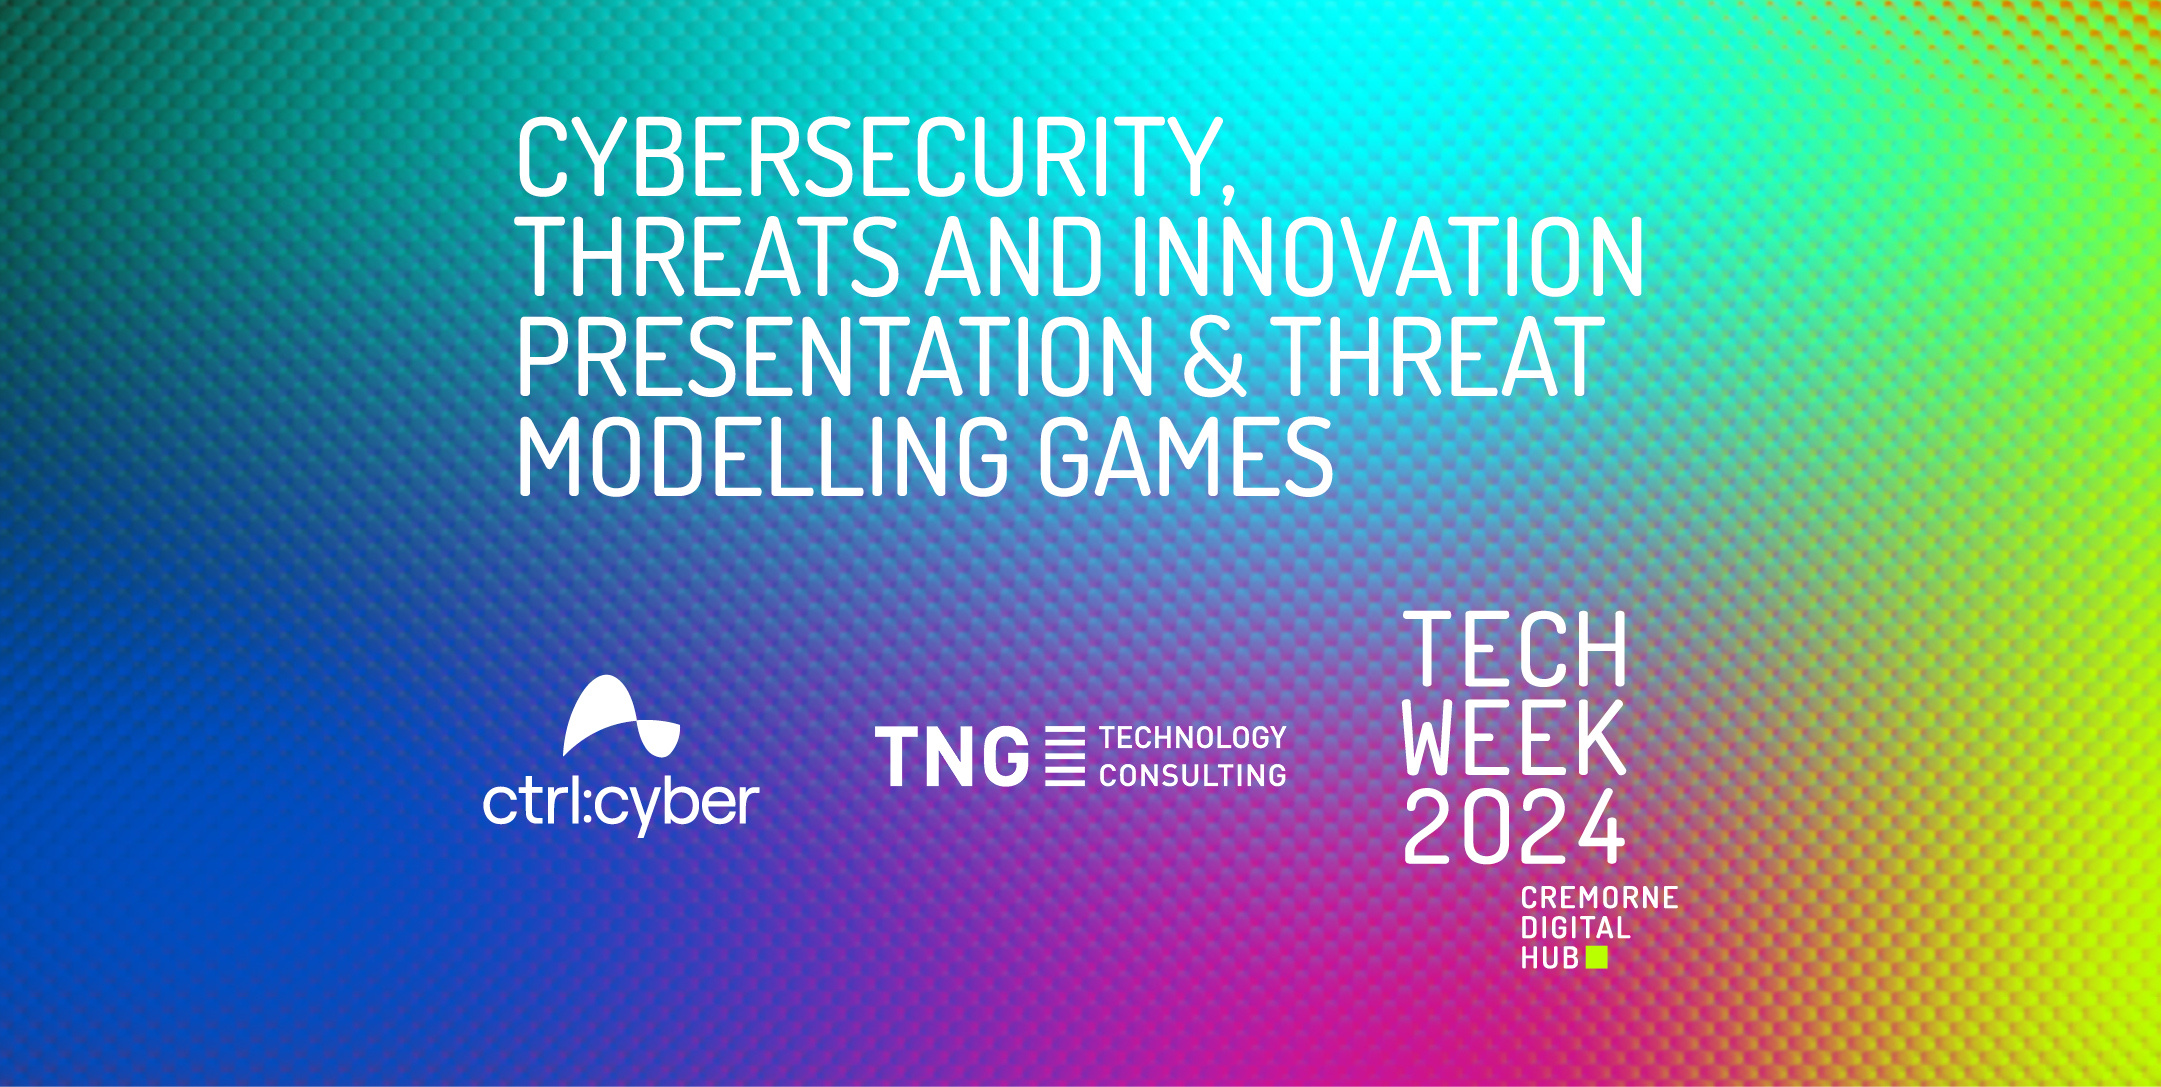 CYBERSECURITY,
THREATS AND INNOVATION
PRESENTATION & THREAT
MODELLING GAMES
ctrl:cyber
TNG TECHNOLOGY
CONSULTING
TECH
WEEK
2024
CREMORNE
DIGITAL
HUB